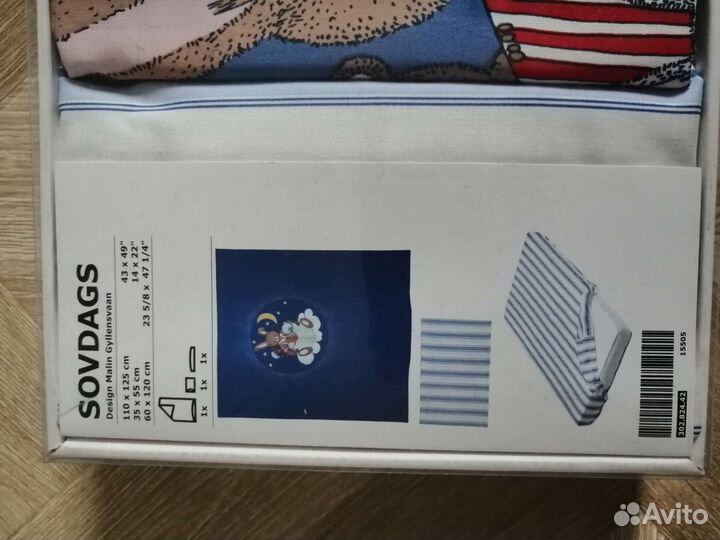 SOVDAGS
Design Malin Gyllensvaan
110 x 125 cm 43 x 49"
35 x 55 cm 14 x 22"
60 x 120 cm 23 5/8 x 47 1/4"
1x 1x 1x
302.824.42
15505
Avito